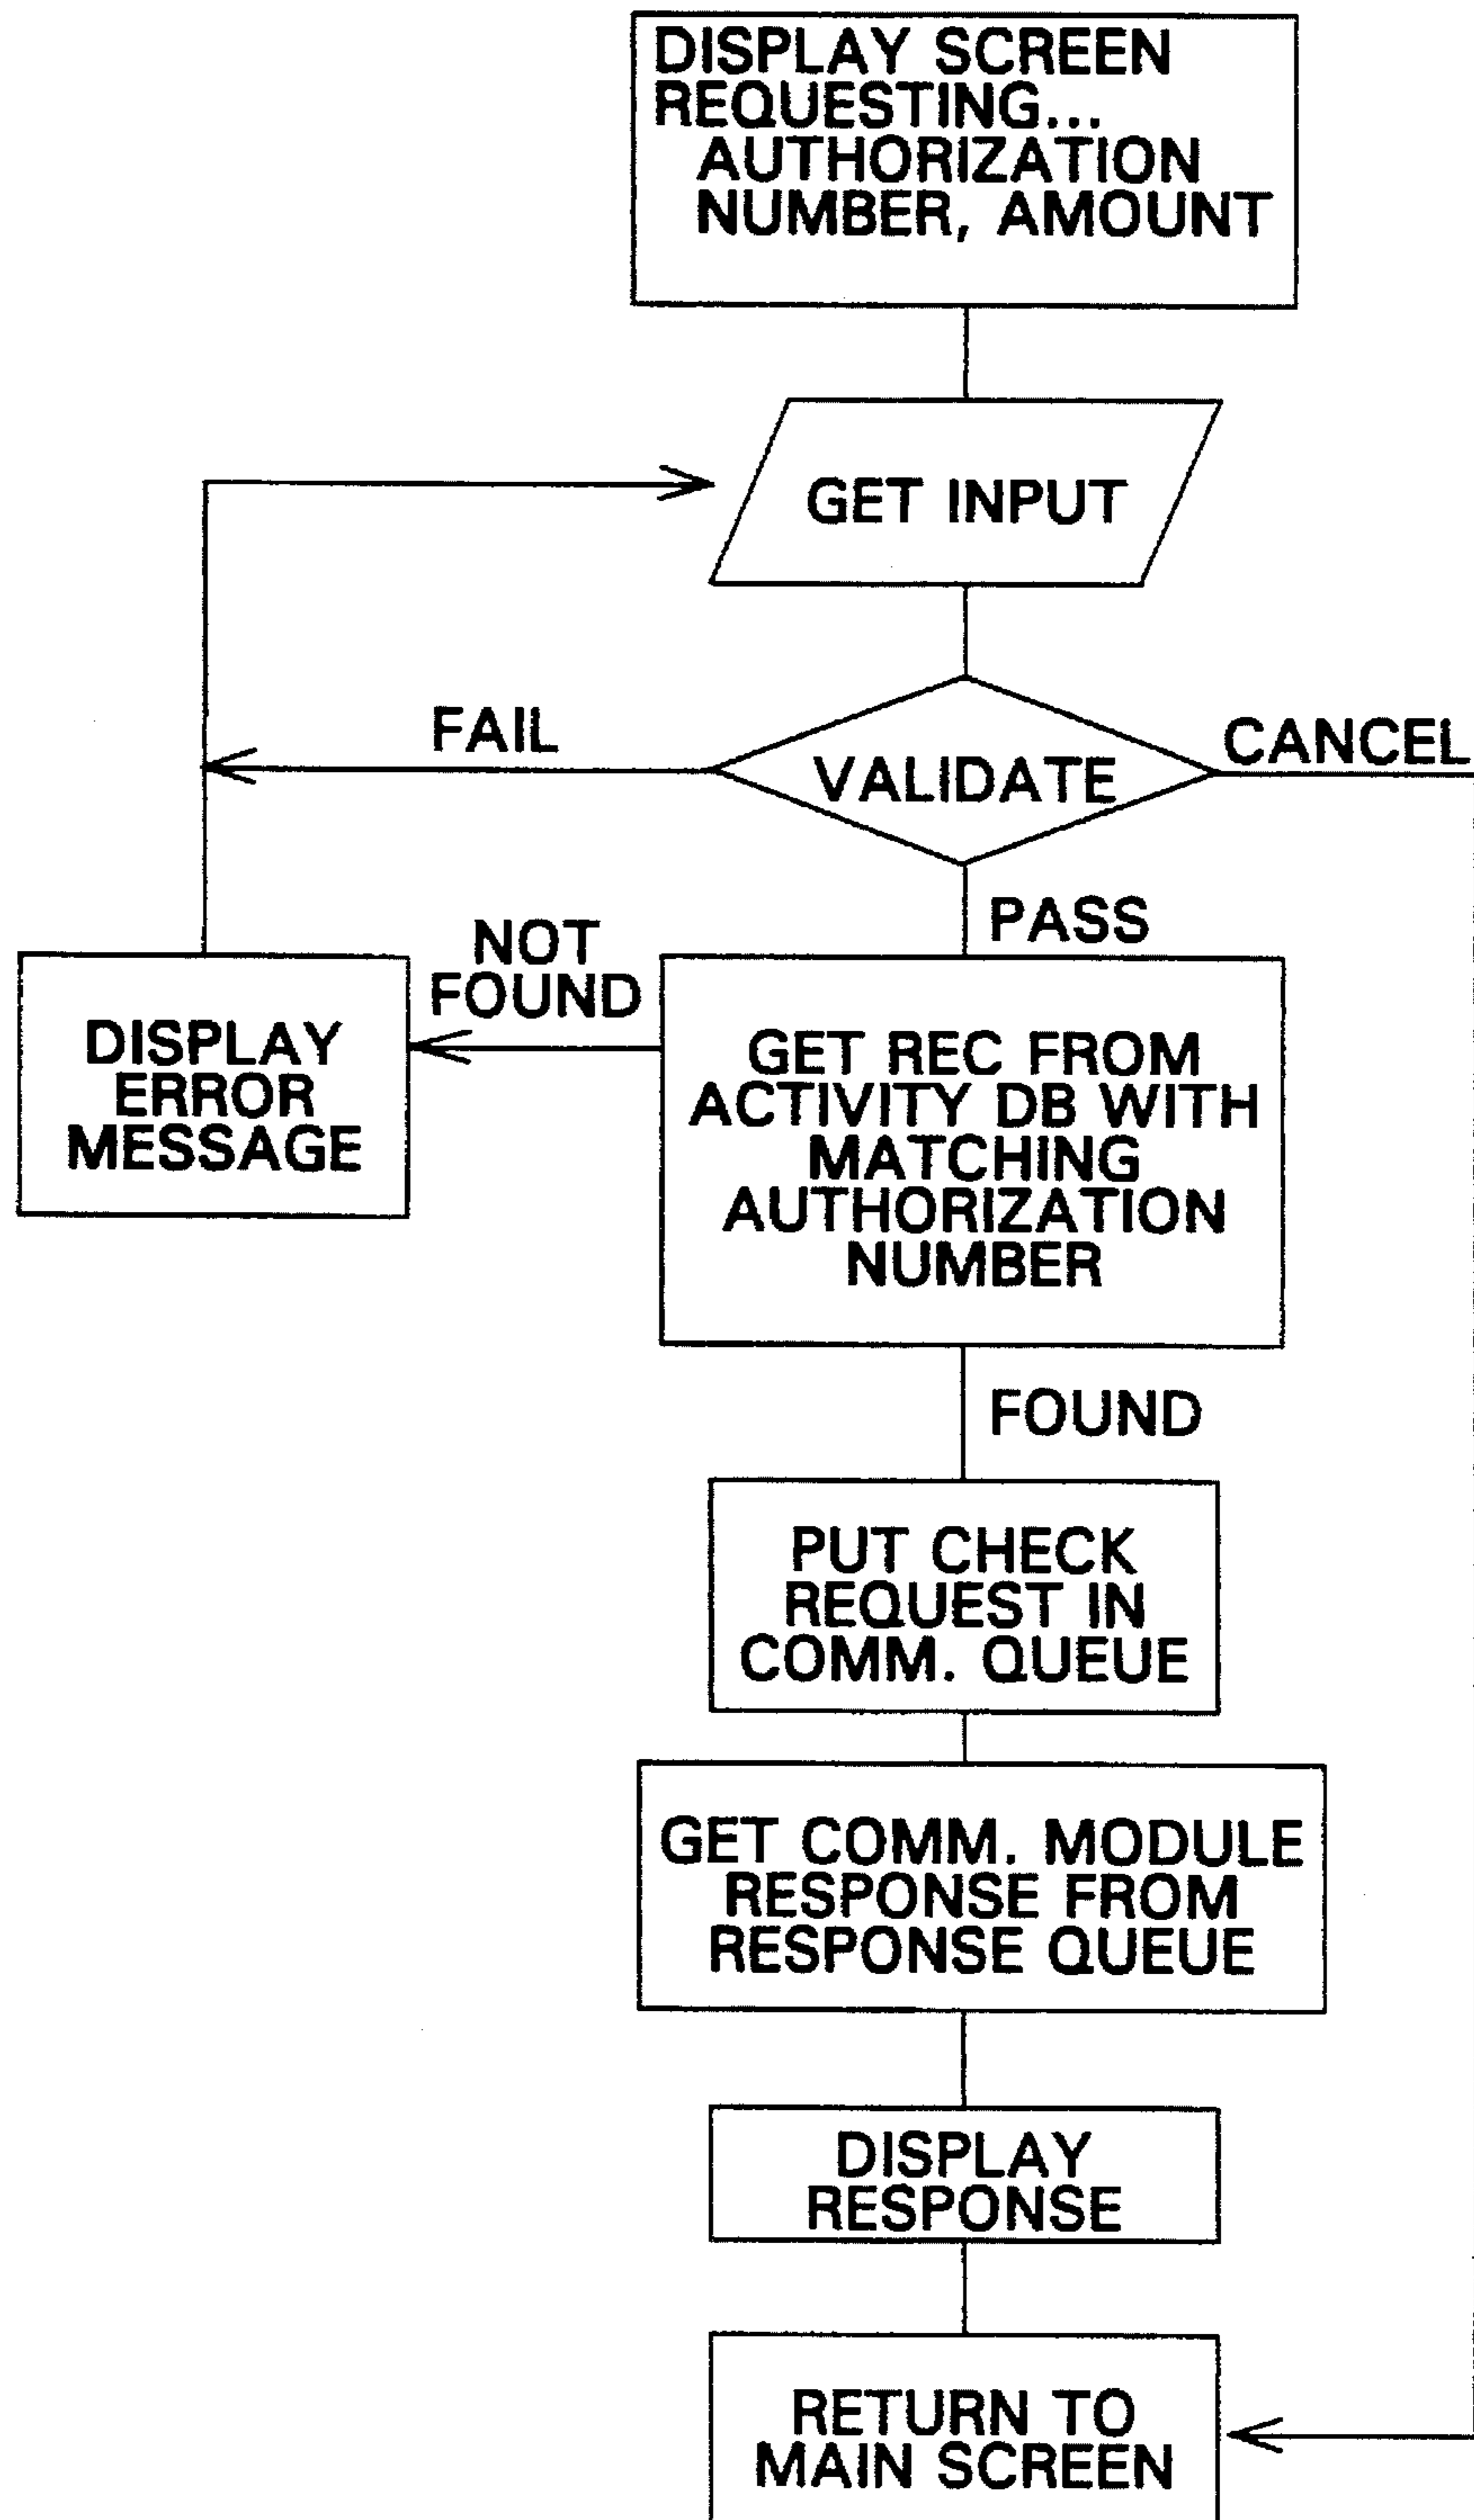 DISPLAY SCREEN
REQUESTING...
AUTHORIZATION
NUMBER, AMOUNT
GET INPUT
FAIL
VALIDATE
CANCEL
PASS
NOT
FOUND
DISPLAY
ERROR
MESSAGE
GET REC FROM
ACTIVITY DB WITH
MATCHING
AUTHORIZATION
NUMBER
FOUND
PUT CHECK
REQUEST IN
COMM. QUEUE
GET COMM. MODULE
RESPONSE FROM
RESPONSE QUEUE
DISPLAY
RESPONSE
RETURN TO
MAIN SCREEN